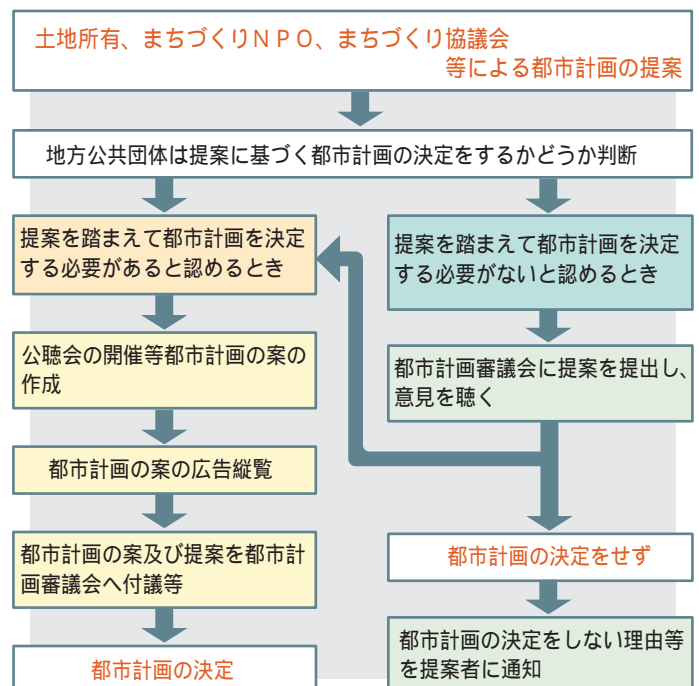 土地所有、まちづくりＮＰＯ、まちづくり協議会
等による都市計画の提案
地方公共団体は提案に基づく都市計画の決定をするかどうか判断
提案を踏まえて都市計画を決定
する必要があると認めるとき
公聴会の開催等都市計画の案の
作成
都市計画の案の広告縦覧
都市計画の案及び提案を都市計
画審議会へ付議等
都市計画の決定
提案を踏まえて都市計画を決定
する必要がないと認めるとき
都市計画審議会に提案を提出し、
意見を聴く
都市計画の決定をせず
都市計画の決定をしない理由等
を提案者に通知